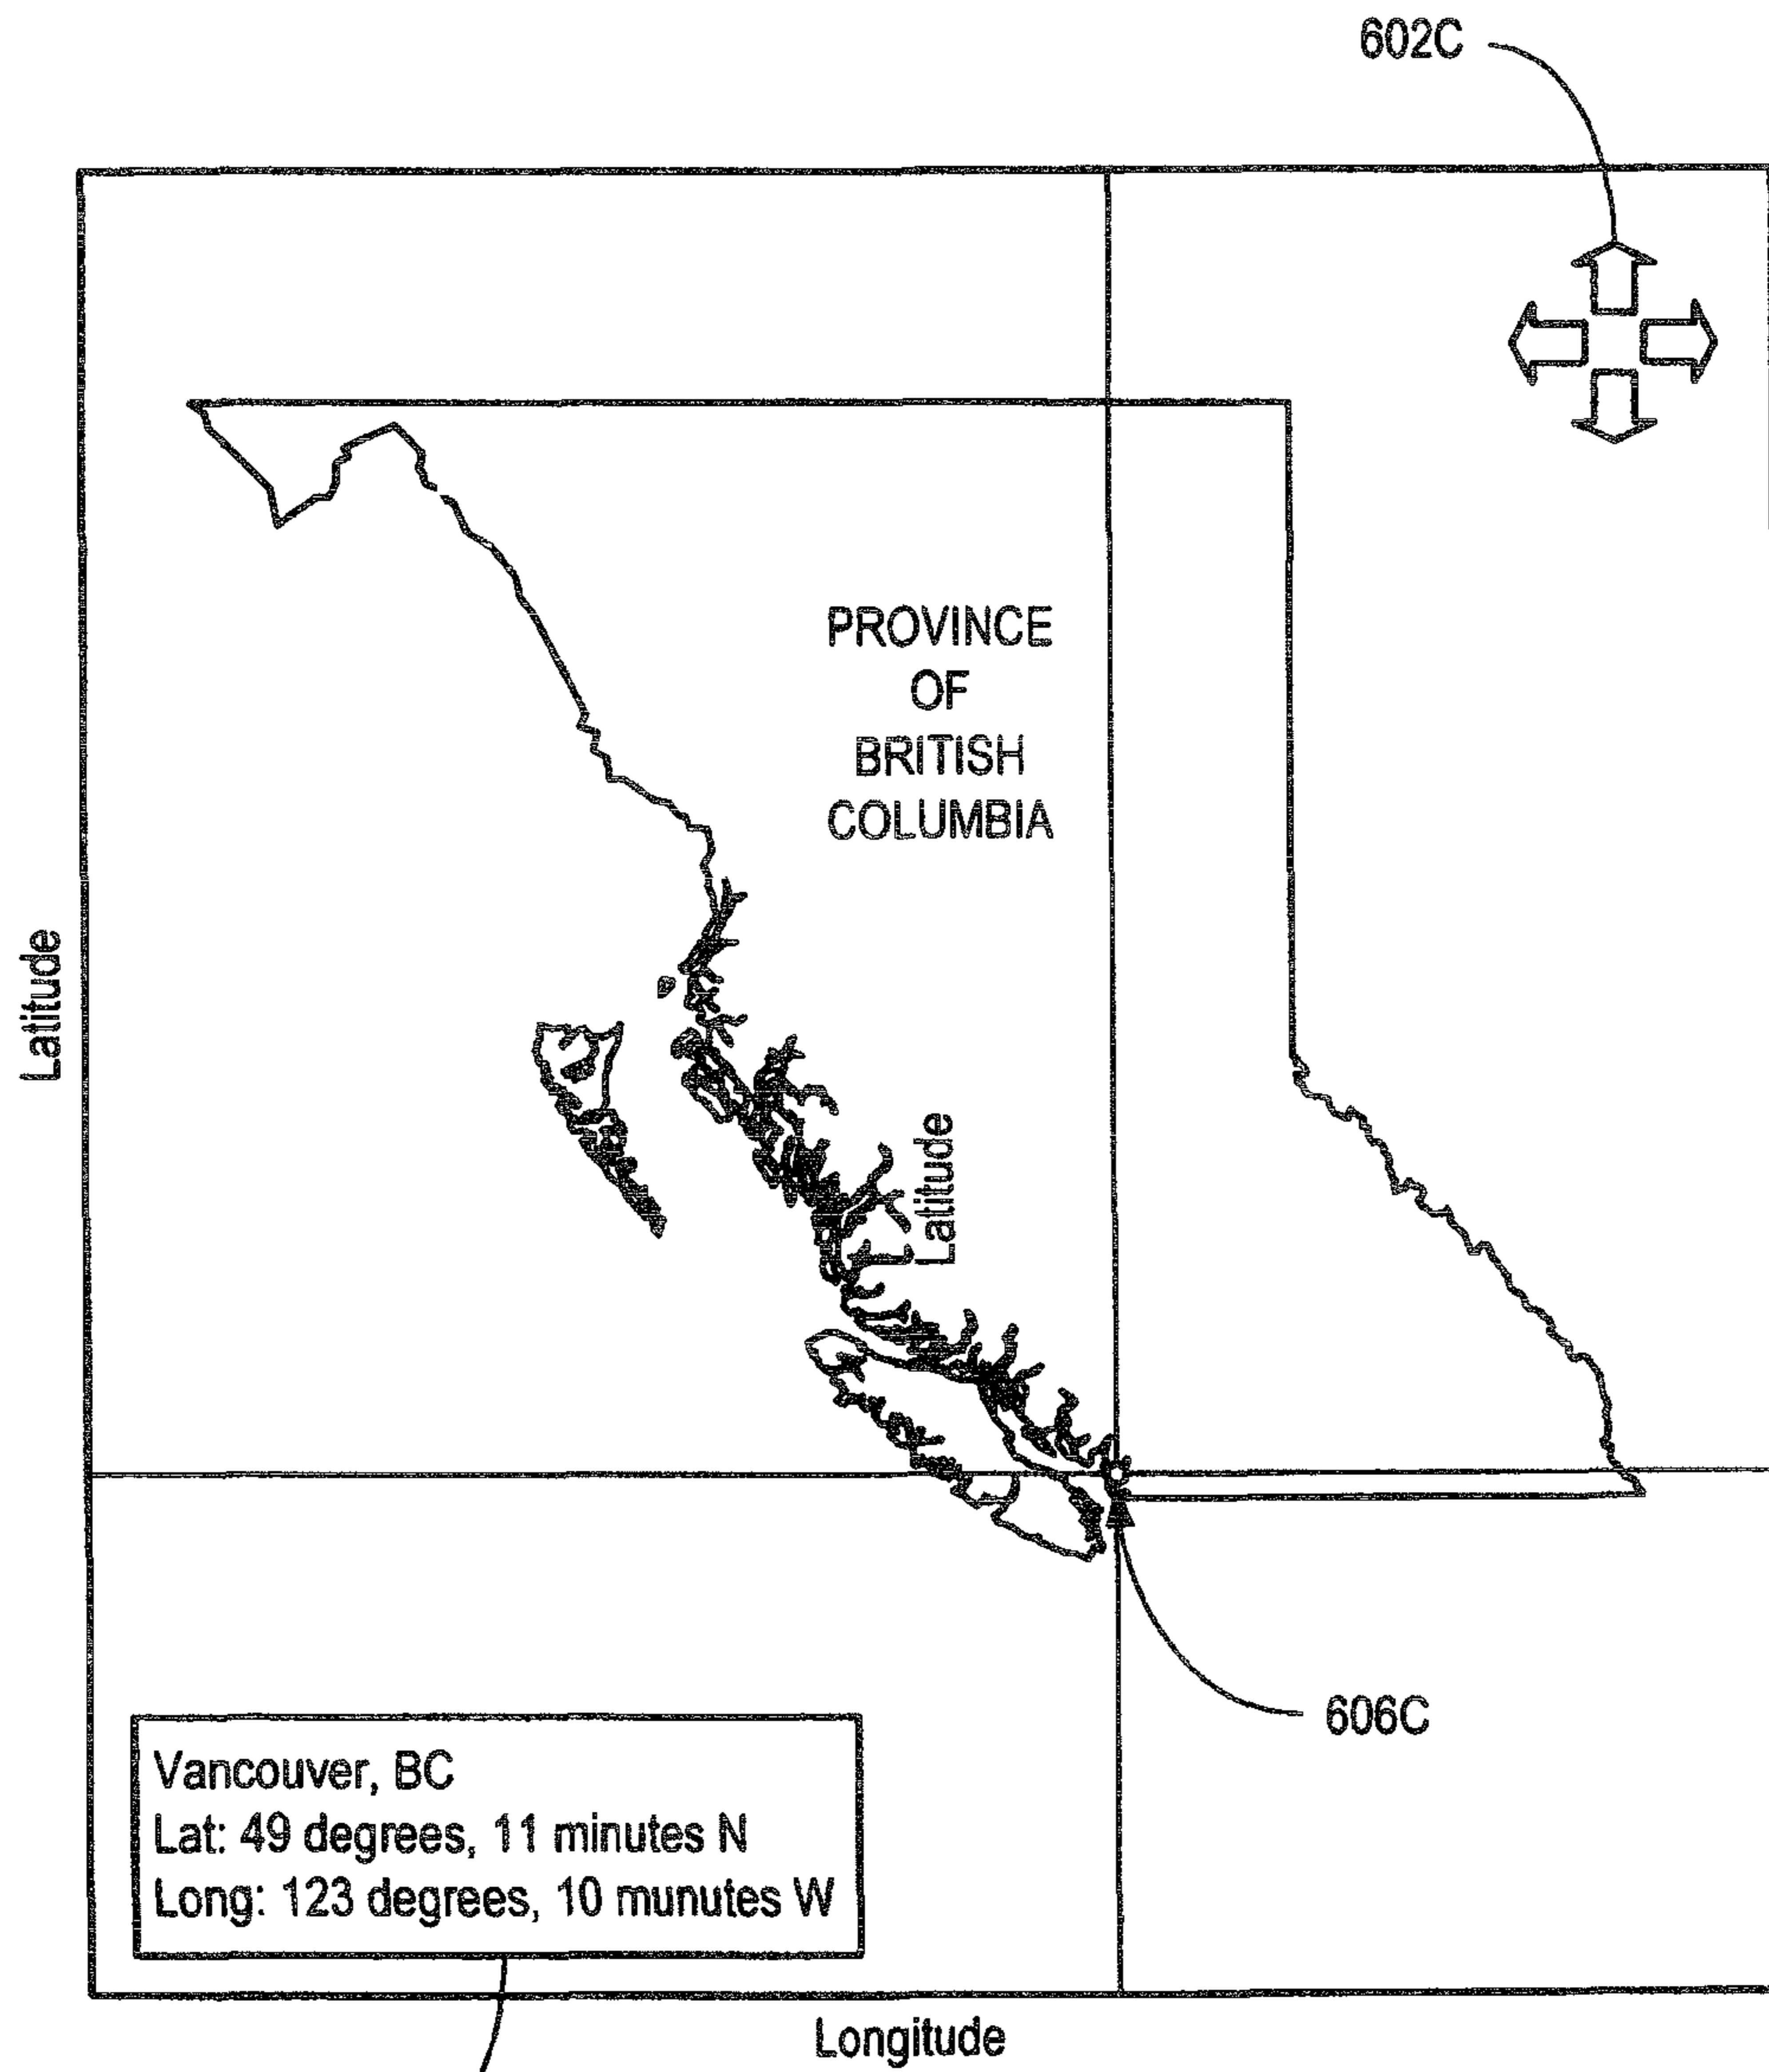 602C
PROVINCE
OF
BRITISH
COLUMBIA
Latitude
Latitude
606C
Vancouver, BC
Lat: 49 degrees, 11 minutes N
Long: 123 degrees, 10 munutes W
Longitude